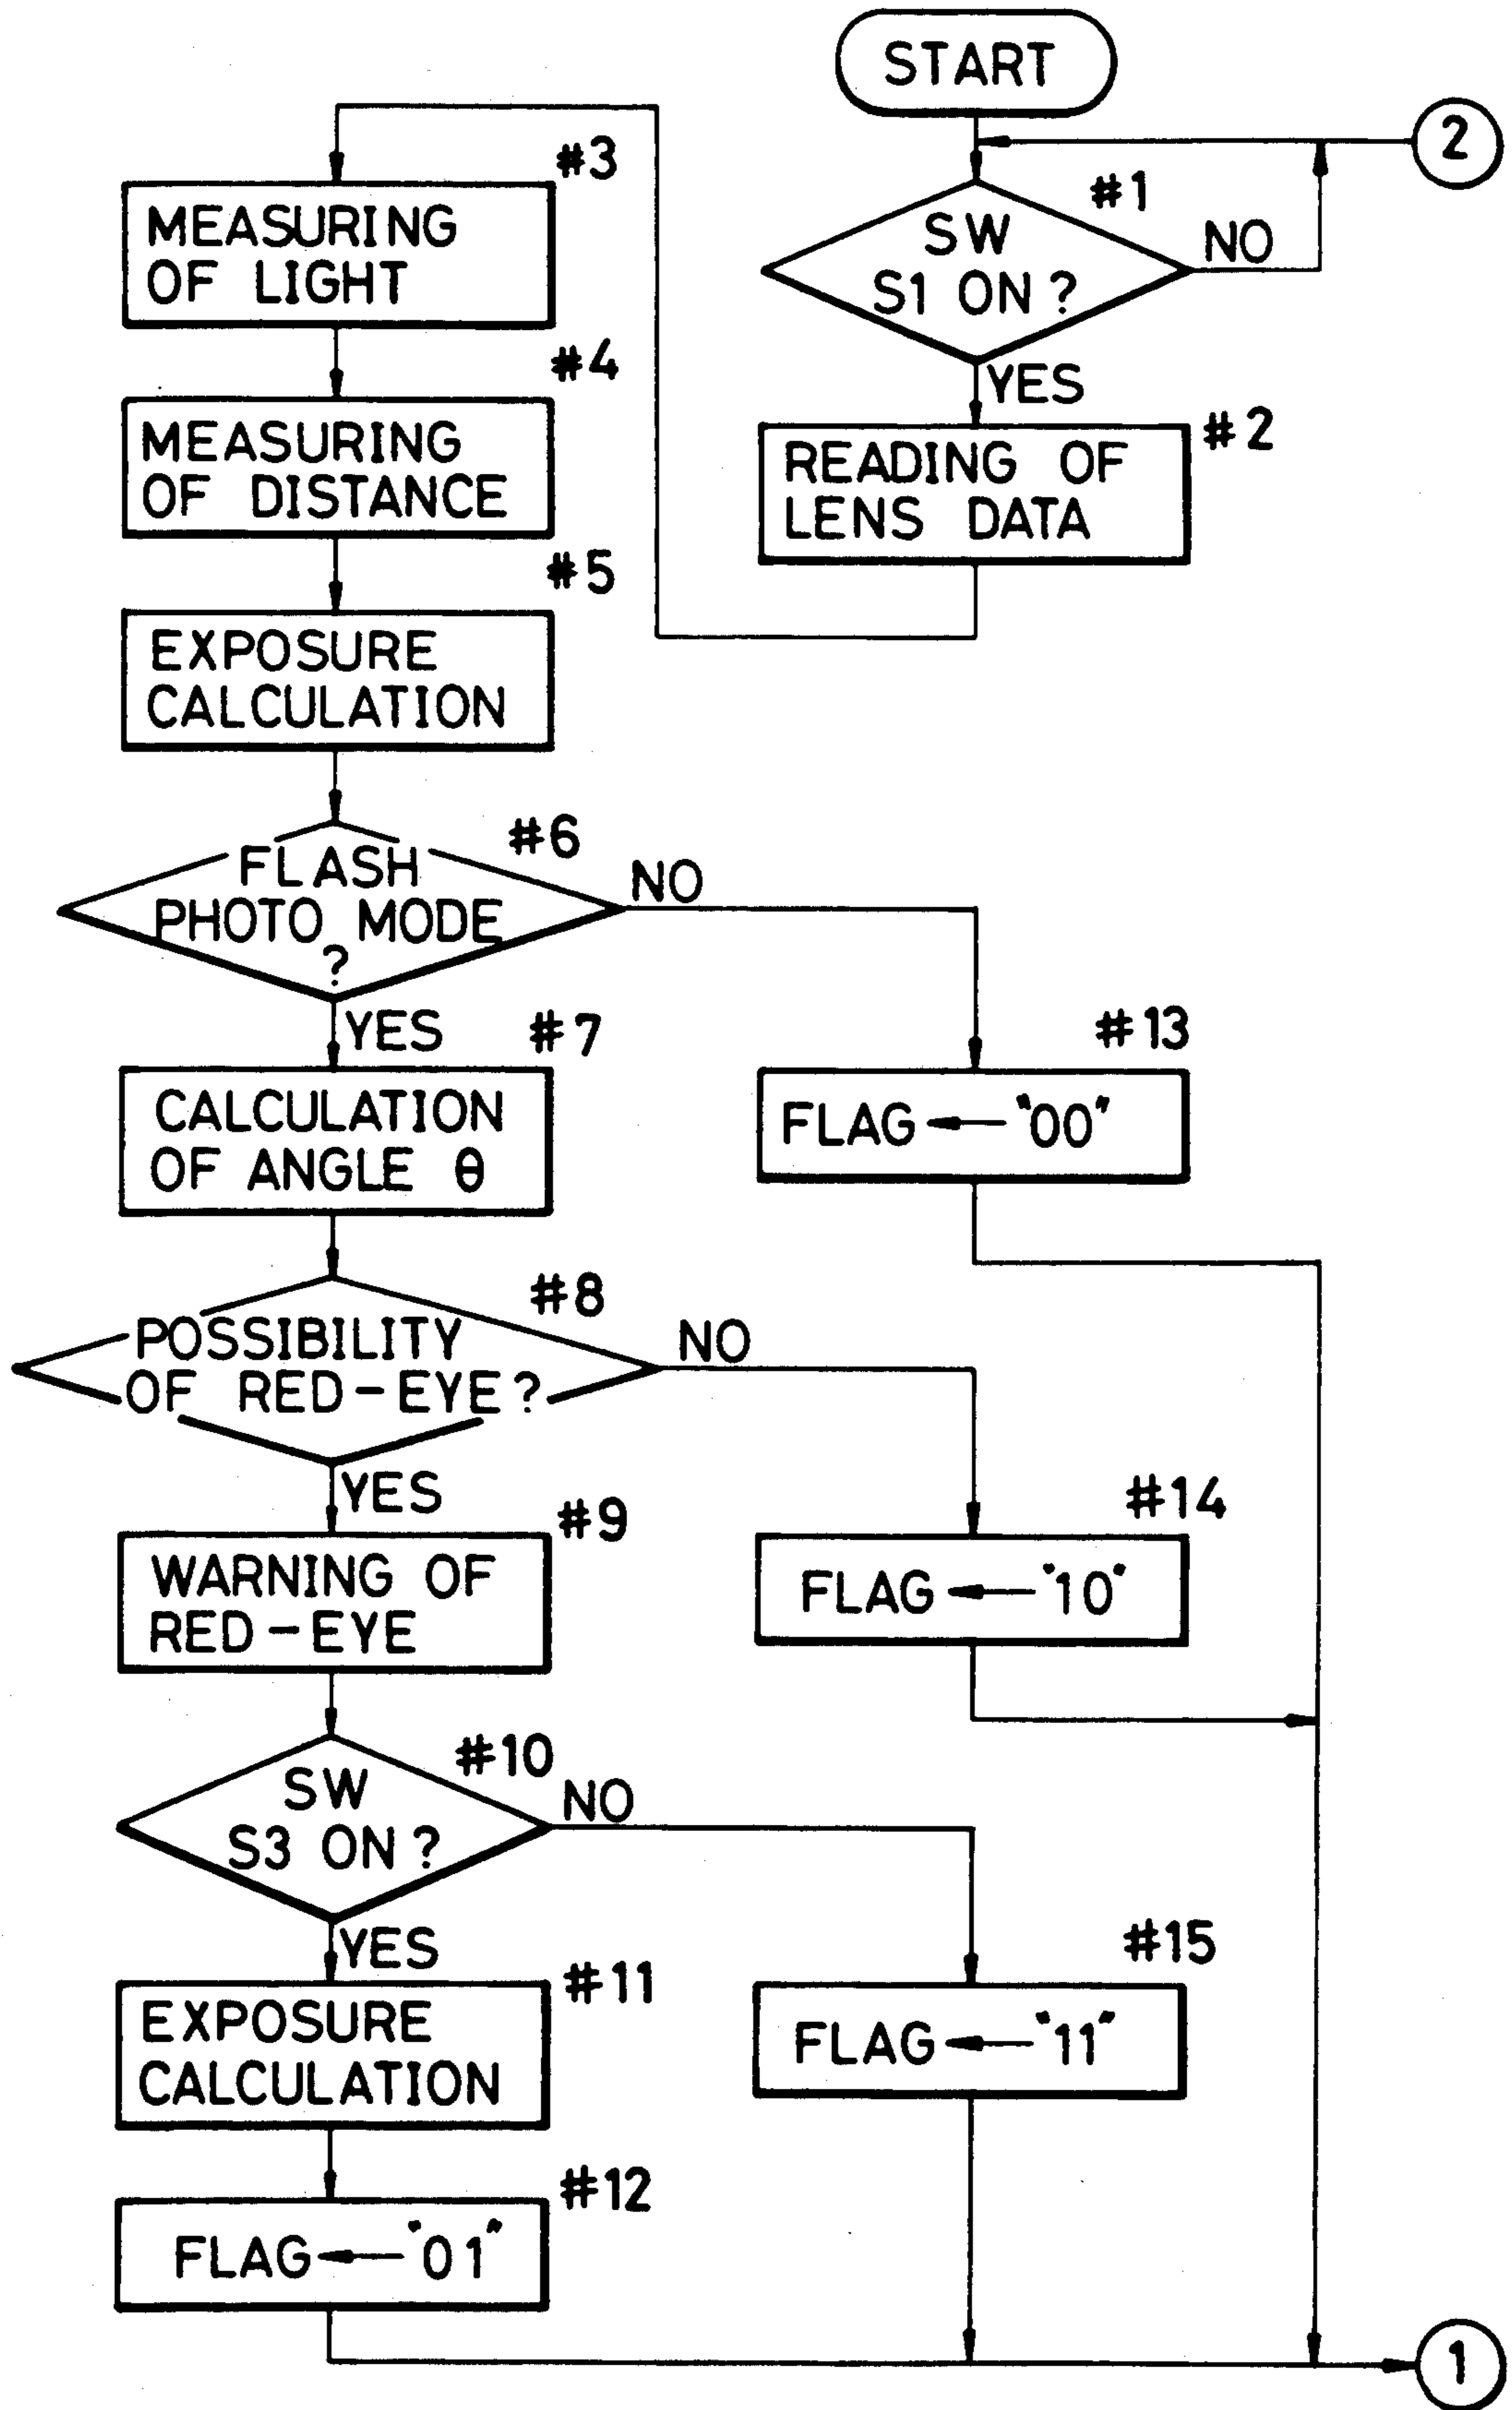 START
2
#1
SW
S1 ON?
NO
YES
#2
READING OF
LENS DATA
#3
MEASURING
OF LIGHT
#4
MEASURING
OF DISTANCE
#5
EXPOSURE
CALCULATION
#6
FLASH
PHOTO MODE
?
NO
YES
#7
CALCULATION
OF ANGLE θ
#13
FLAG ← "00"
#8
POSSIBILITY
OF RED-EYE?
NO
YES
#9
WARNING OF
RED-EYE
#14
FLAG ← "10"
#10
SW
S3 ON?
NO
YES
#11
EXPOSURE
CALCULATION
#15
FLAG ← "11"
#12
FLAG ← "01"
1